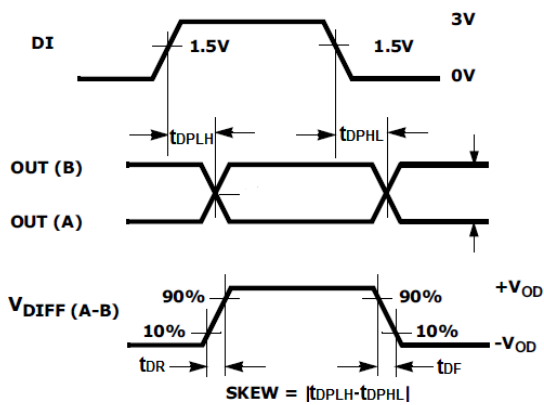 3V
DI
1.5V
1.5V
0V
tDPLH
tDPHL
OUT (B)
OUT (A)
90%
90%
+VOD
VDIFF (A-B)
10%
10%
-VOD
tDR
tDF
SKEW = |tDPLH-tDPHL|